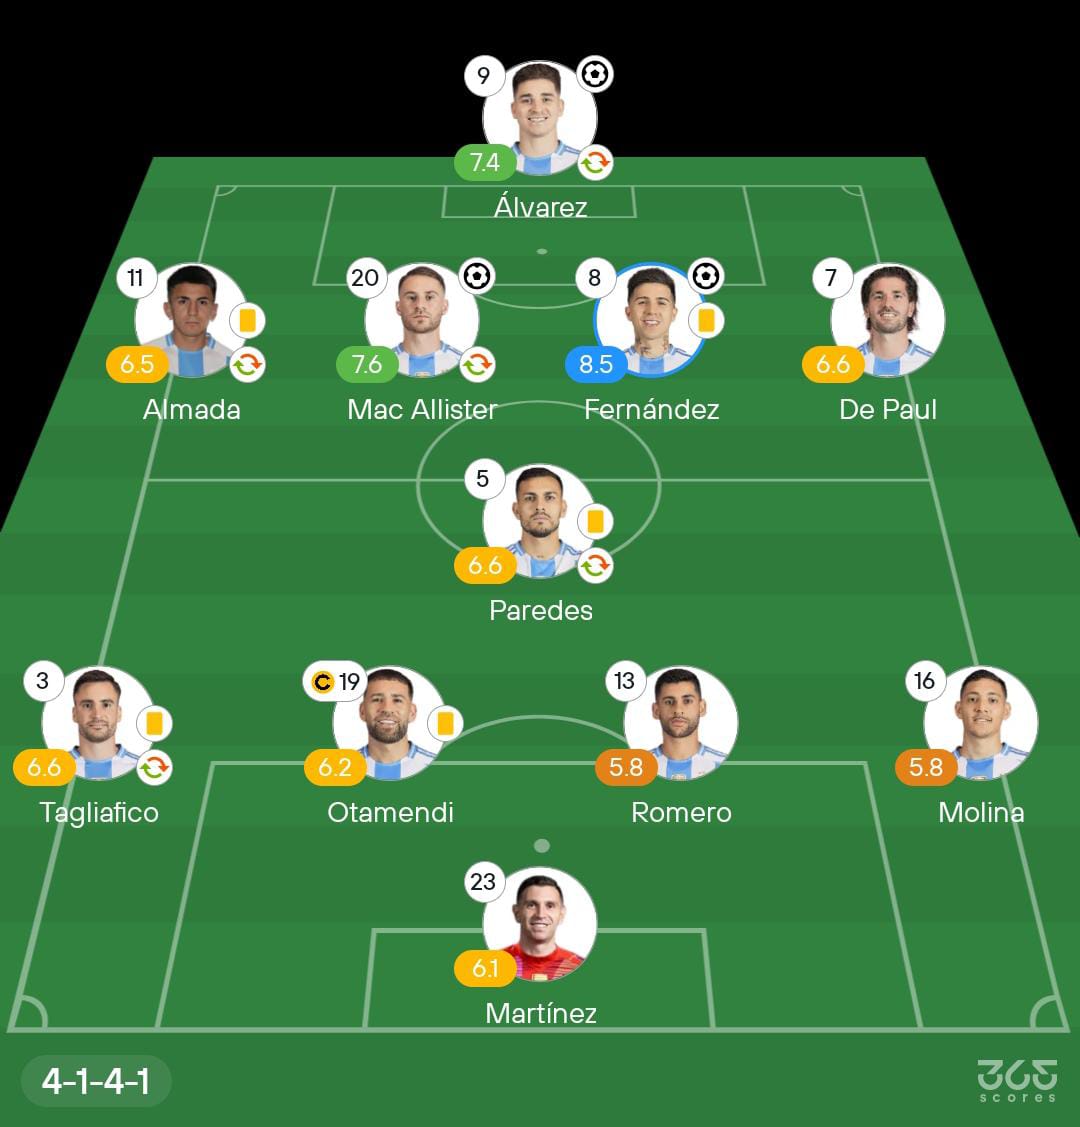 9
7.4
Álvarez
11 20 8 7
6.5 7.6 8.5 6.6
Almada Mac Allister Fernández De Paul
5
6.6
Paredes
3 C 19 13 16
6.6 6.2 5.8 5.8
Tagliafico Otamendi Romero Molina
23
6.1
Martínez
4-1-4-1
365
scores